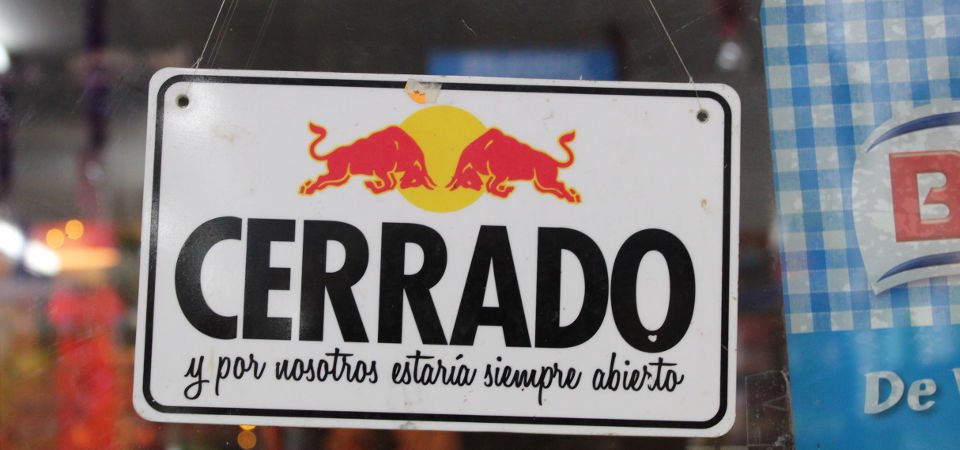 CERRADO
y por nosotros estaría siempre abierto
De